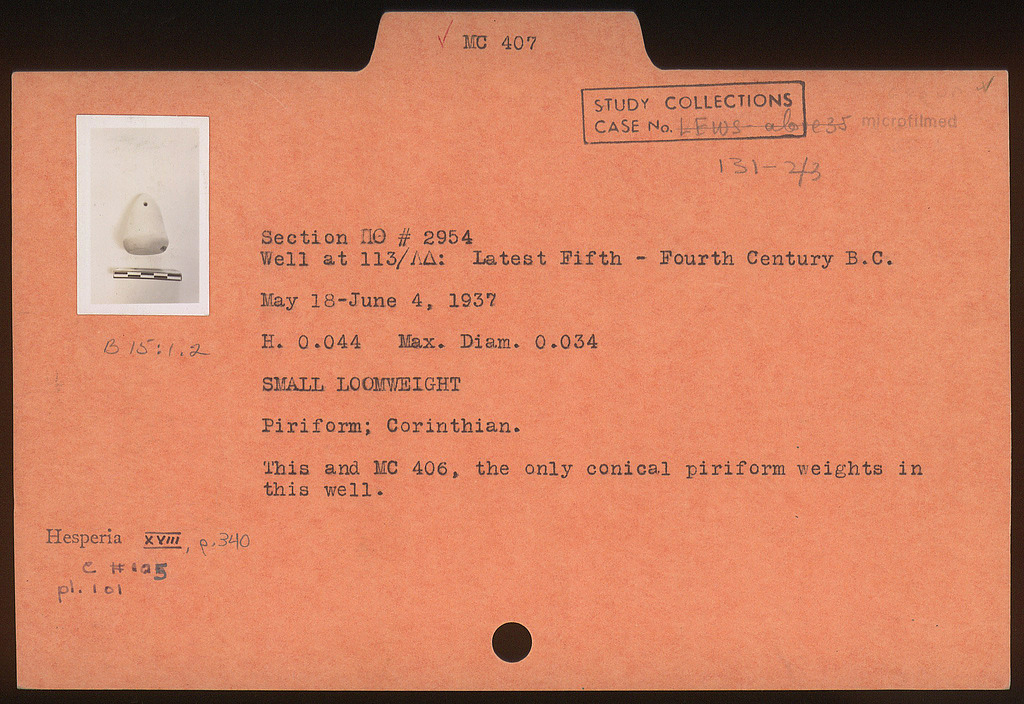 MC 407
STUDY COLLECTIONS
CASE No.
microfilmed
131-2/3
Section ΠΘ # 2954
Well at 113/ΛΔ: Latest Fifth - Fourth Century B.C.
May 18-June 4, 1937
H. 0.044 Max. Diam. 0.034
B 15:1.2
SMALL LOOMWEIGHT
Piriform; Corinthian.
This and MC 406, the only conical piriform weights in
this well.
Hesperia XVIII, p.340
C #125
pl. 101